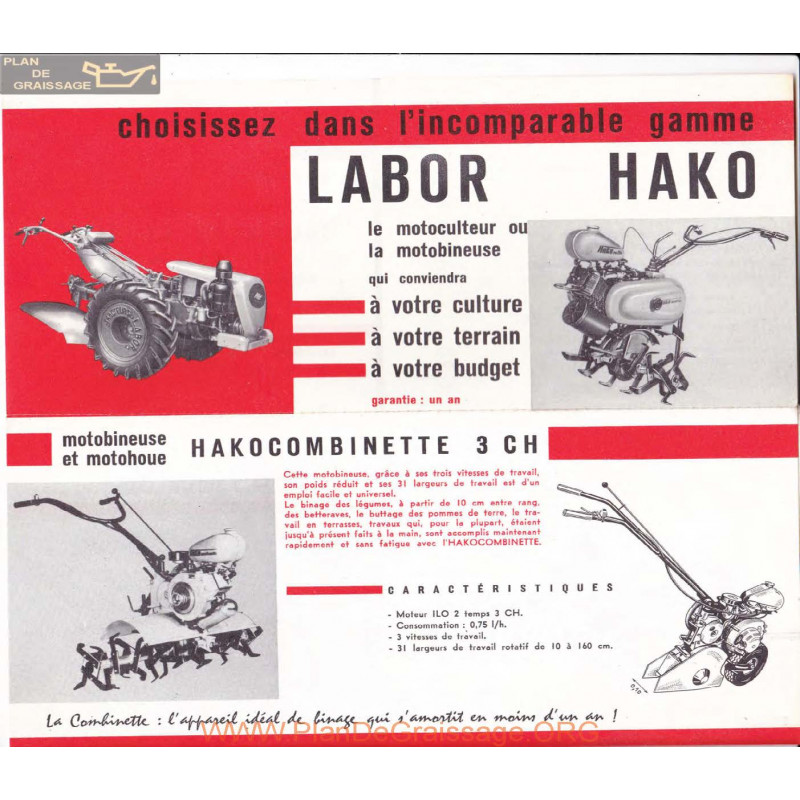 PLAN
DE
GRAISSAGE
choisissez dans l'incomparable gamme
LABOR HAKO
le motoculteur ou
la motobineuse
qui conviendra
à votre culture
à votre terrain
à votre budget
garantie : un an
motobineuse
et motohoue
HAKOCOMBINETTE 3 CH
Cette motobineuse, grâce à ses trois vitesses de travail,
son poids réduit et ses 31 largeurs de travail est d'un
emploi facile et universel.
Le binage des légumes, à partir de 10 cm entre rang,
des betteraves, le buttage des pommes de terre, le tra-
vail en terrasses, travaux qui, pour la plupart, étaient
jusqu'à présent faits à la main, sont accomplis maintenant
rapidement et sans fatigue avec l'HAKOCOMBINETTE.
CARACTÉRISTIQUES
- Moteur ILO 2 temps 3 CH.
- Consommation : 0,75 l/h.
- 3 vitesses de travail.
- 31 largeurs de travail rotatif de 10 à 160 cm.
La Combinette : l'appareil idéal de binage qui s'amortit en moins d'un an !
WWW.PlanDeGraissage.ORG